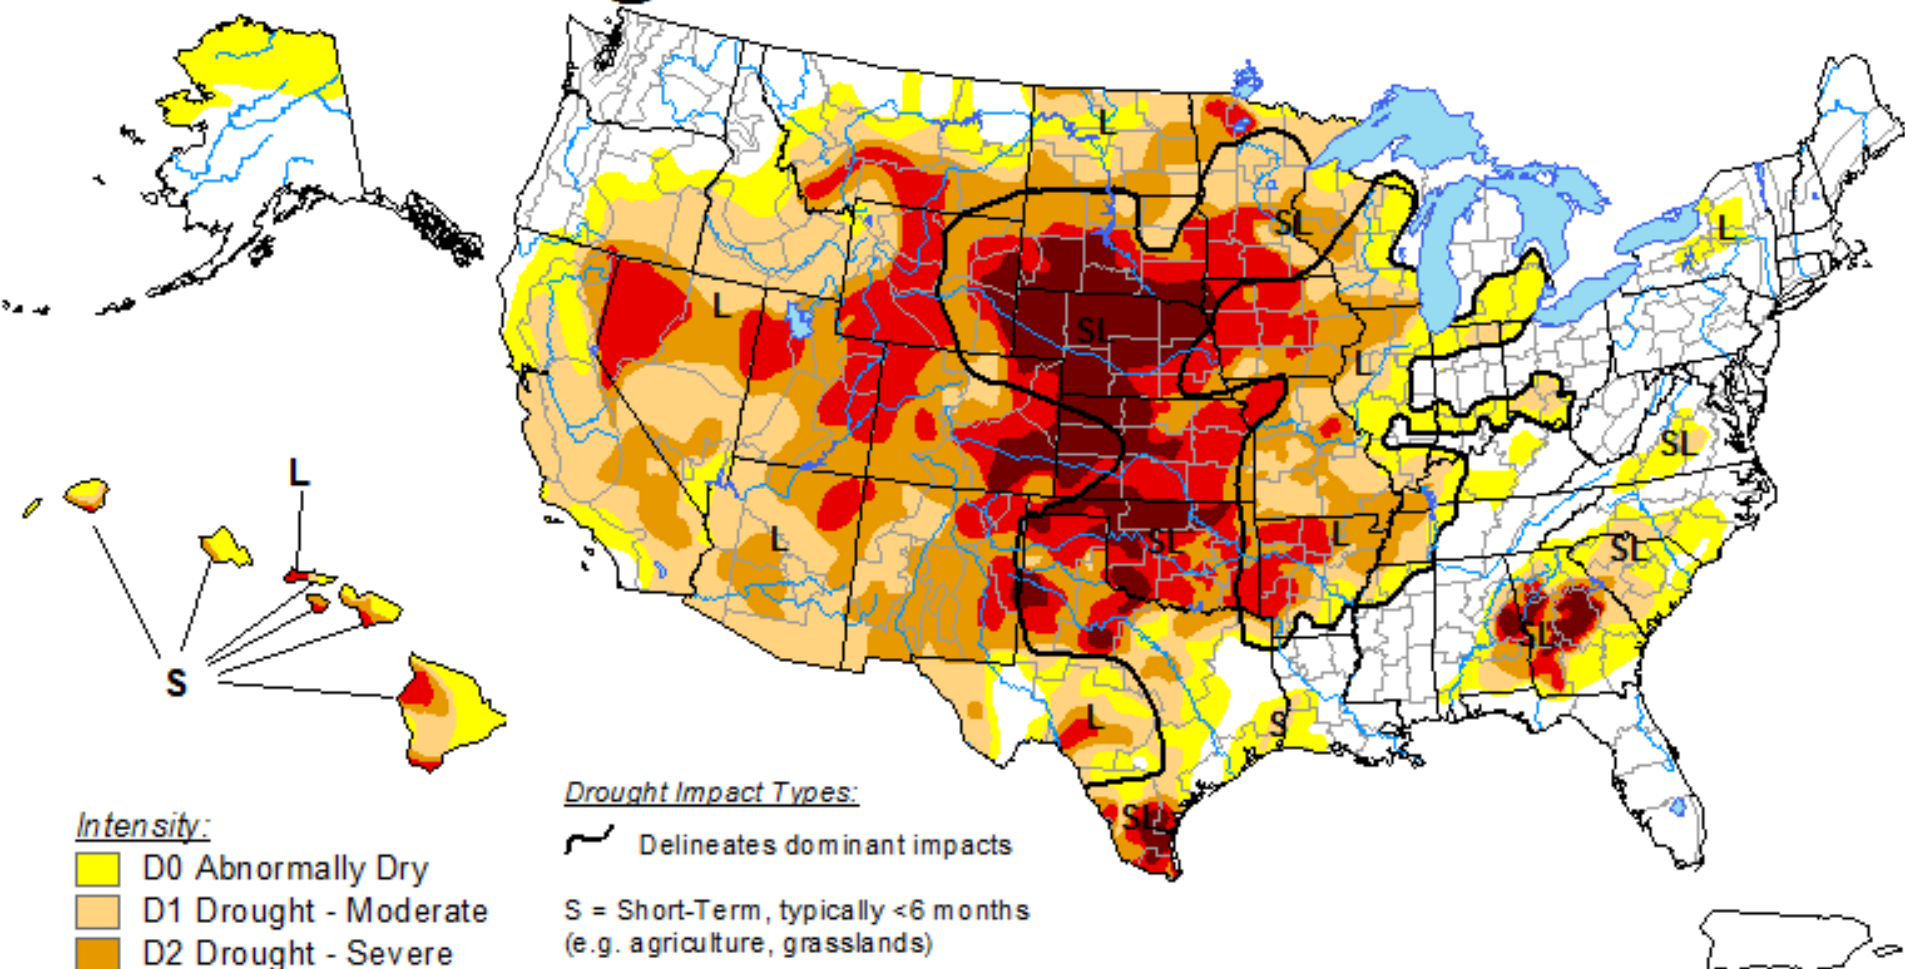 L
SL
L
SL
SL
L
SL
L
L
SL
L
SL
L
SL
L
S
S
L
SL
Intensity:
D0 Abnormally Dry
D1 Drought - Moderate
D2 Drought - Severe
Drought Impact Types:
Delineates dominant impacts
S = Short-Term, typically <6 months
(e.g. agriculture, grasslands)